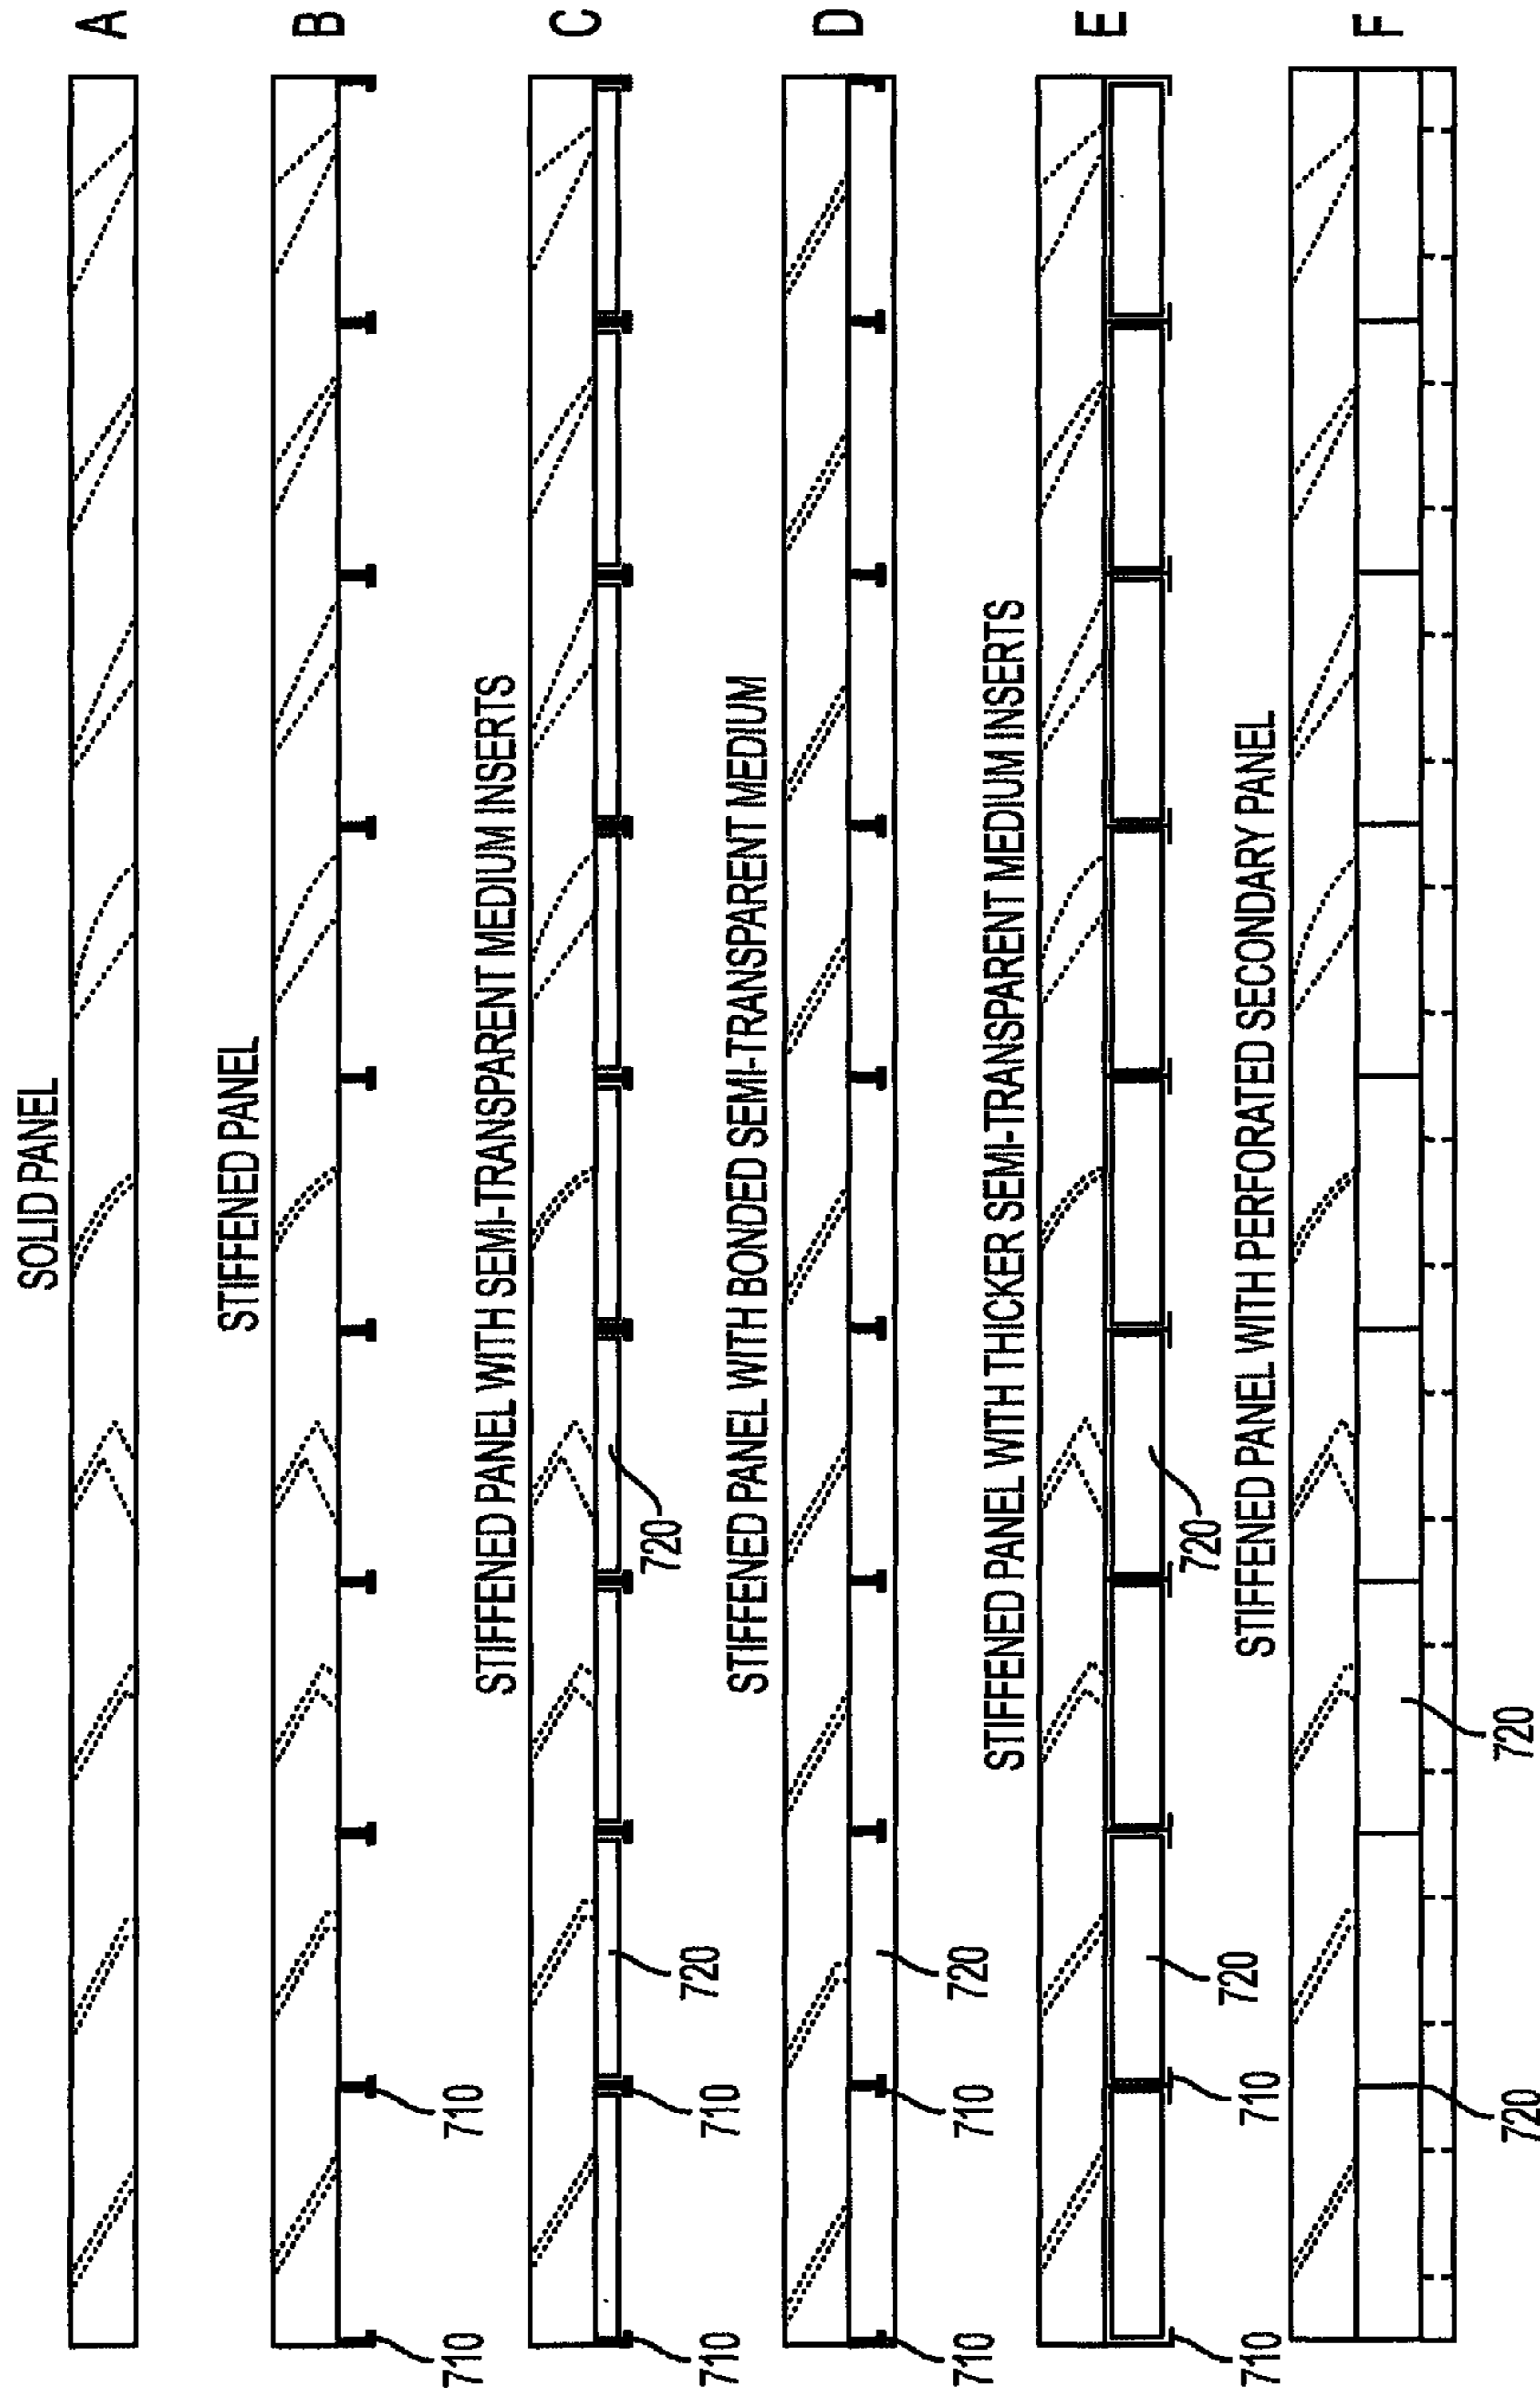 SOLID PANEL
A
STIFFENED PANEL
B
710
710
STIFFENED PANEL WITH SEMI-TRANSPARENT MEDIUM INSERTS
C
710
710
720
720
STIFFENED PANEL WITH BONDED SEMI-TRANSPARENT MEDIUM
D
710
710
720
STIFFENED PANEL WITH THICKER SEMI-TRANSPARENT MEDIUM INSERTS
E
710
710
720
720
STIFFENED PANEL WITH PERFORATED SECONDARY PANEL
F
720
720